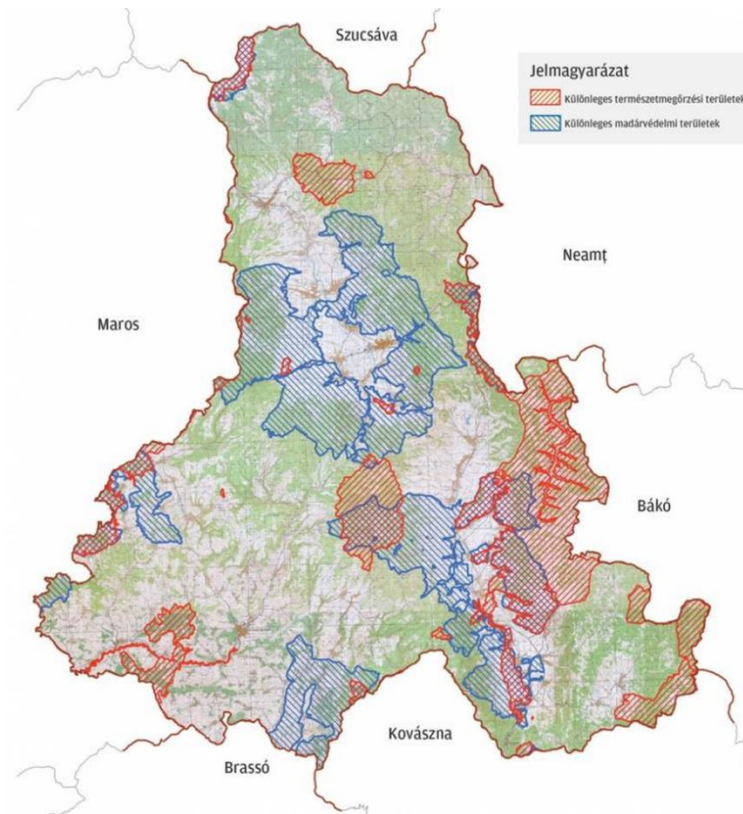 Szucsáva
Jelmagyarázat
Különleges természetmegőrzési területek
Különleges madárvédelmi területek
Neamț
Maros
Bákó
Kovászna
Brassó